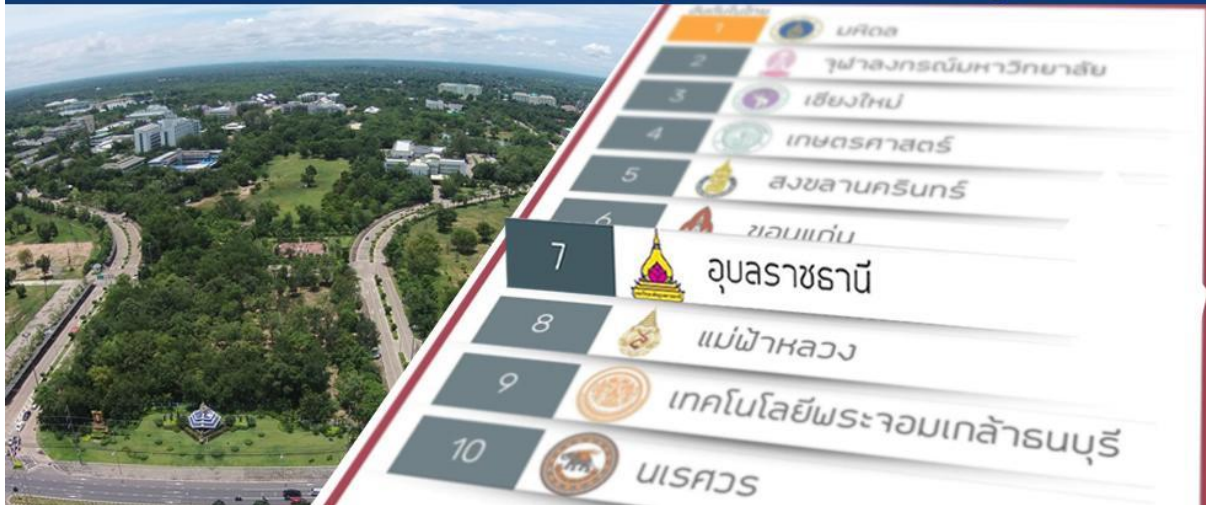 1 มหิดล
2 จุฬาลงกรณ์มหาวิทยาลัย
3 เชียงใหม่
4 เกษตรศาสตร์
5 สงขลานครินทร์
6 ขอนแก่น
7 อุบลราชธานี
8 แม่ฟ้าหลวง
9 เทคโนโลยีพระจอมเกล้าธนบุรี
10 นเรศวร